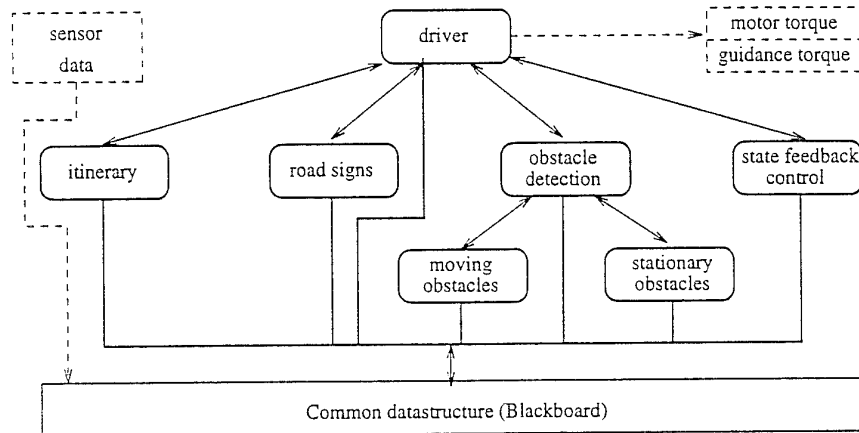 sensor
data
driver
motor torque
guidance torque
itinerary
road signs
obstacle
detection
state feedback
control
moving
obstacles
stationary
obstacles
Common datastructure (Blackboard)